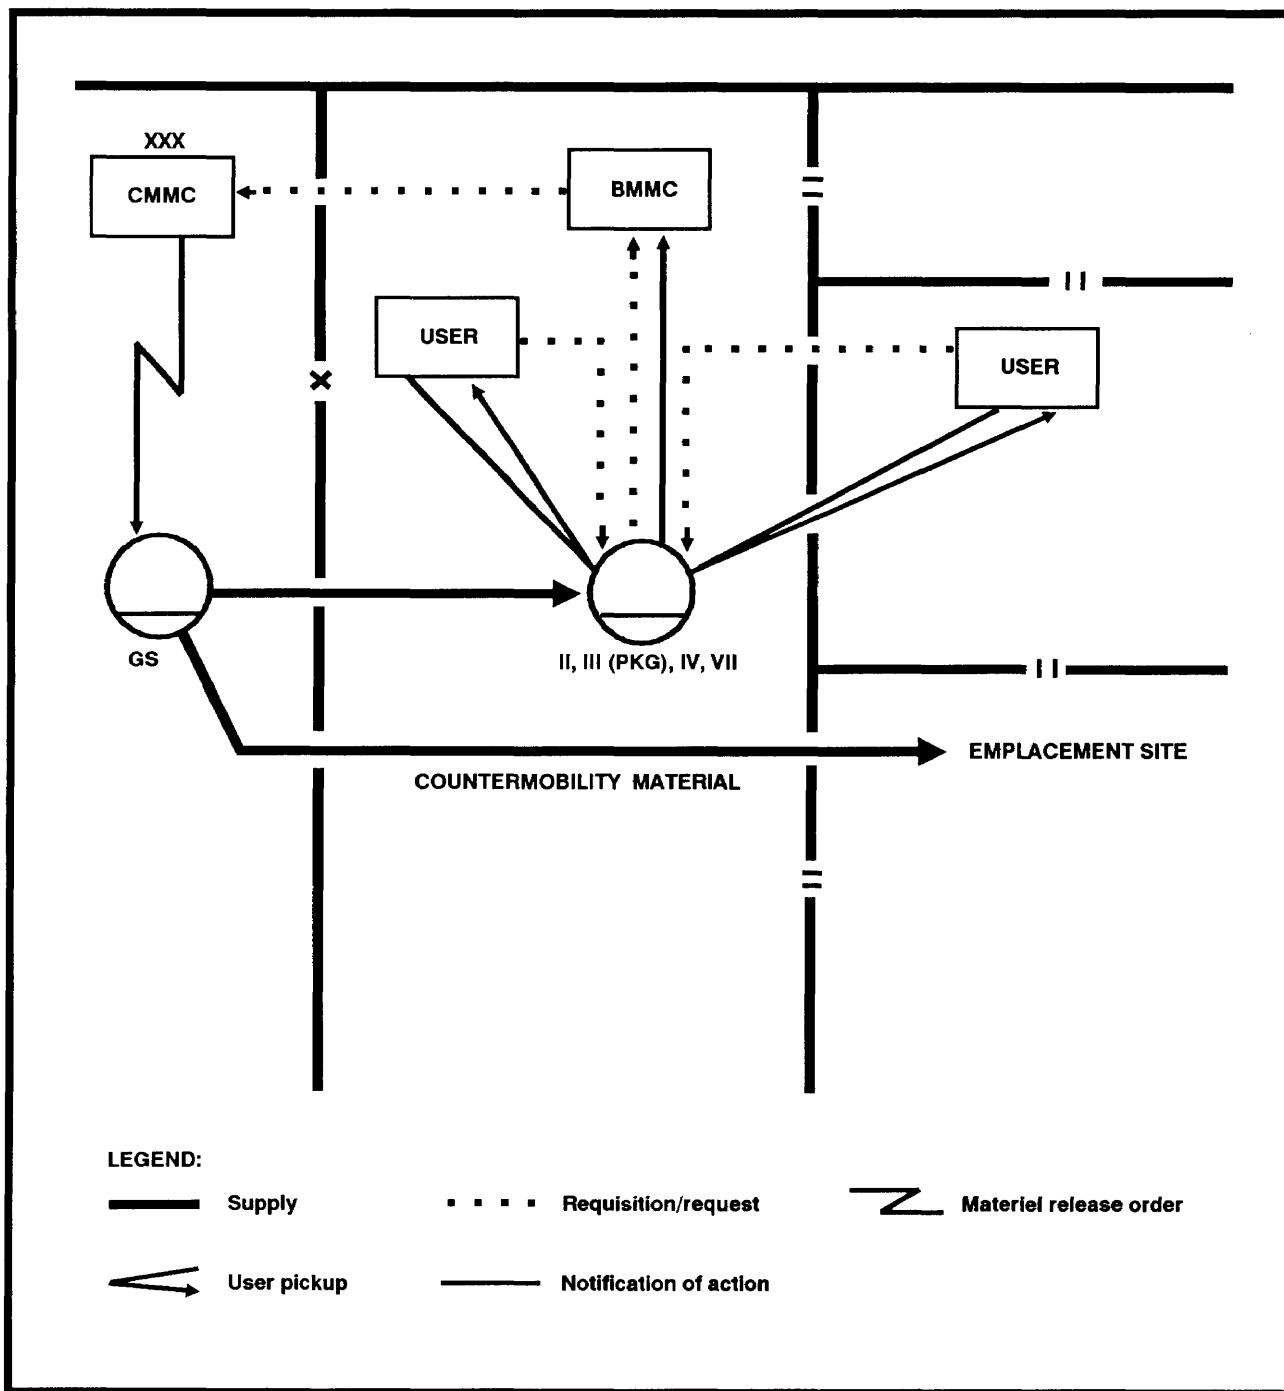 XXX
CMMC
BMMC
USER
USER
GS
II, III (PKG), IV, VII
EMPLACEMENT SITE
COUNTERMOBILITY MATERIAL
LEGEND:
Supply
Requisition/request
Materiel release order
User pickup
Notification of action